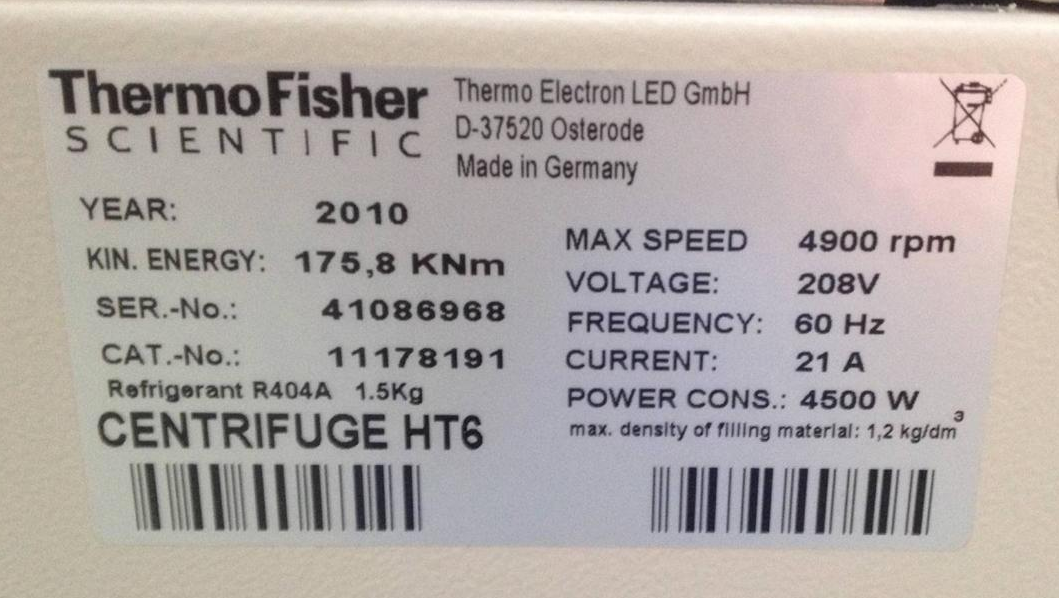 ThermoFisher
SCIENTIFIC
Thermo Electron LED GmbH
D-37520 Osterode
Made in Germany
YEAR: 2010
KIN. ENERGY: 175,8 KNm
SER.-No.: 41086968
CAT.-No.: 11178191
Refrigerant R404A 1.5Kg
CENTRIFUGE HT6
MAX SPEED 4900 rpm
VOLTAGE: 208V
FREQUENCY: 60 Hz
CURRENT: 21 A
POWER CONS.: 4500 W
max. density of filling material: 1,2 kg/dm³